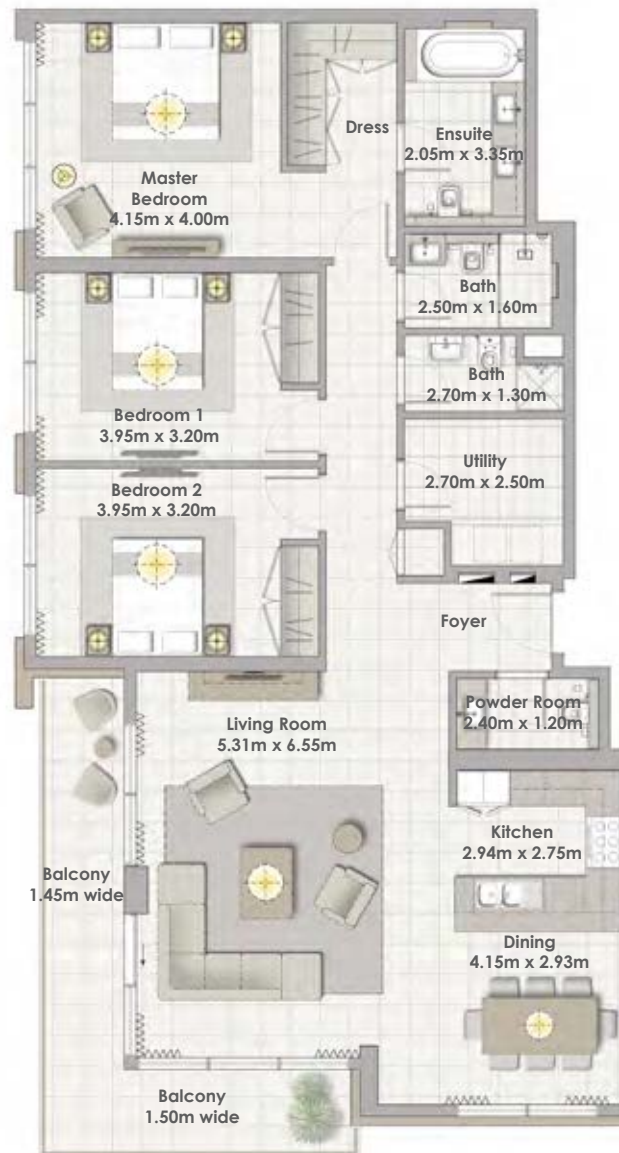 Dress
Ensuite
2.05m x 3.35m
Master
Bedroom
4.15m x 4.00m
Bath
2.50m x 1.60m
Bath
2.70m x 1.30m
Bedroom 1
3.95m x 3.20m
Utility
2.70m x 2.50m
Bedroom 2
3.95m x 3.20m
Foyer
Powder Room
2.40m x 1.20m
Living Room
5.31m x 6.55m
Kitchen
2.94m x 2.75m
Balcony
1.45m wide
Dining
4.15m x 2.93m
Balcony
1.50m wide